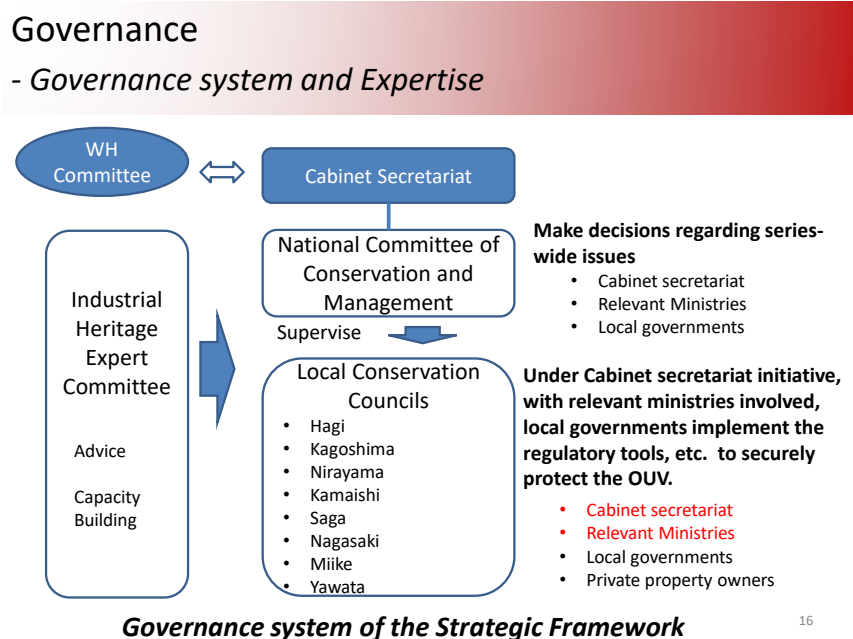 Governance
- Governance system and Expertise
WH
Committee
Cabinet Secretariat
National Committee of
Conservation and
Management
Make decisions regarding series-
wide issues
• Cabinet secretariat
• Relevant Ministries
• Local governments
Industrial
Heritage
Expert
Committee
Advice
Capacity
Building
Supervise
Local Conservation
Councils
• Hagi
• Kagoshima
• Nirayama
• Kamaishi
• Saga
• Nagasaki
• Miike
• Yawata
Under Cabinet secretariat initiative,
with relevant ministries involved,
local governments implement the
regulatory tools, etc. to securely
protect the OUV.
• Cabinet secretariat
• Relevant Ministries
• Local governments
• Private property owners
Governance system of the Strategic Framework
16